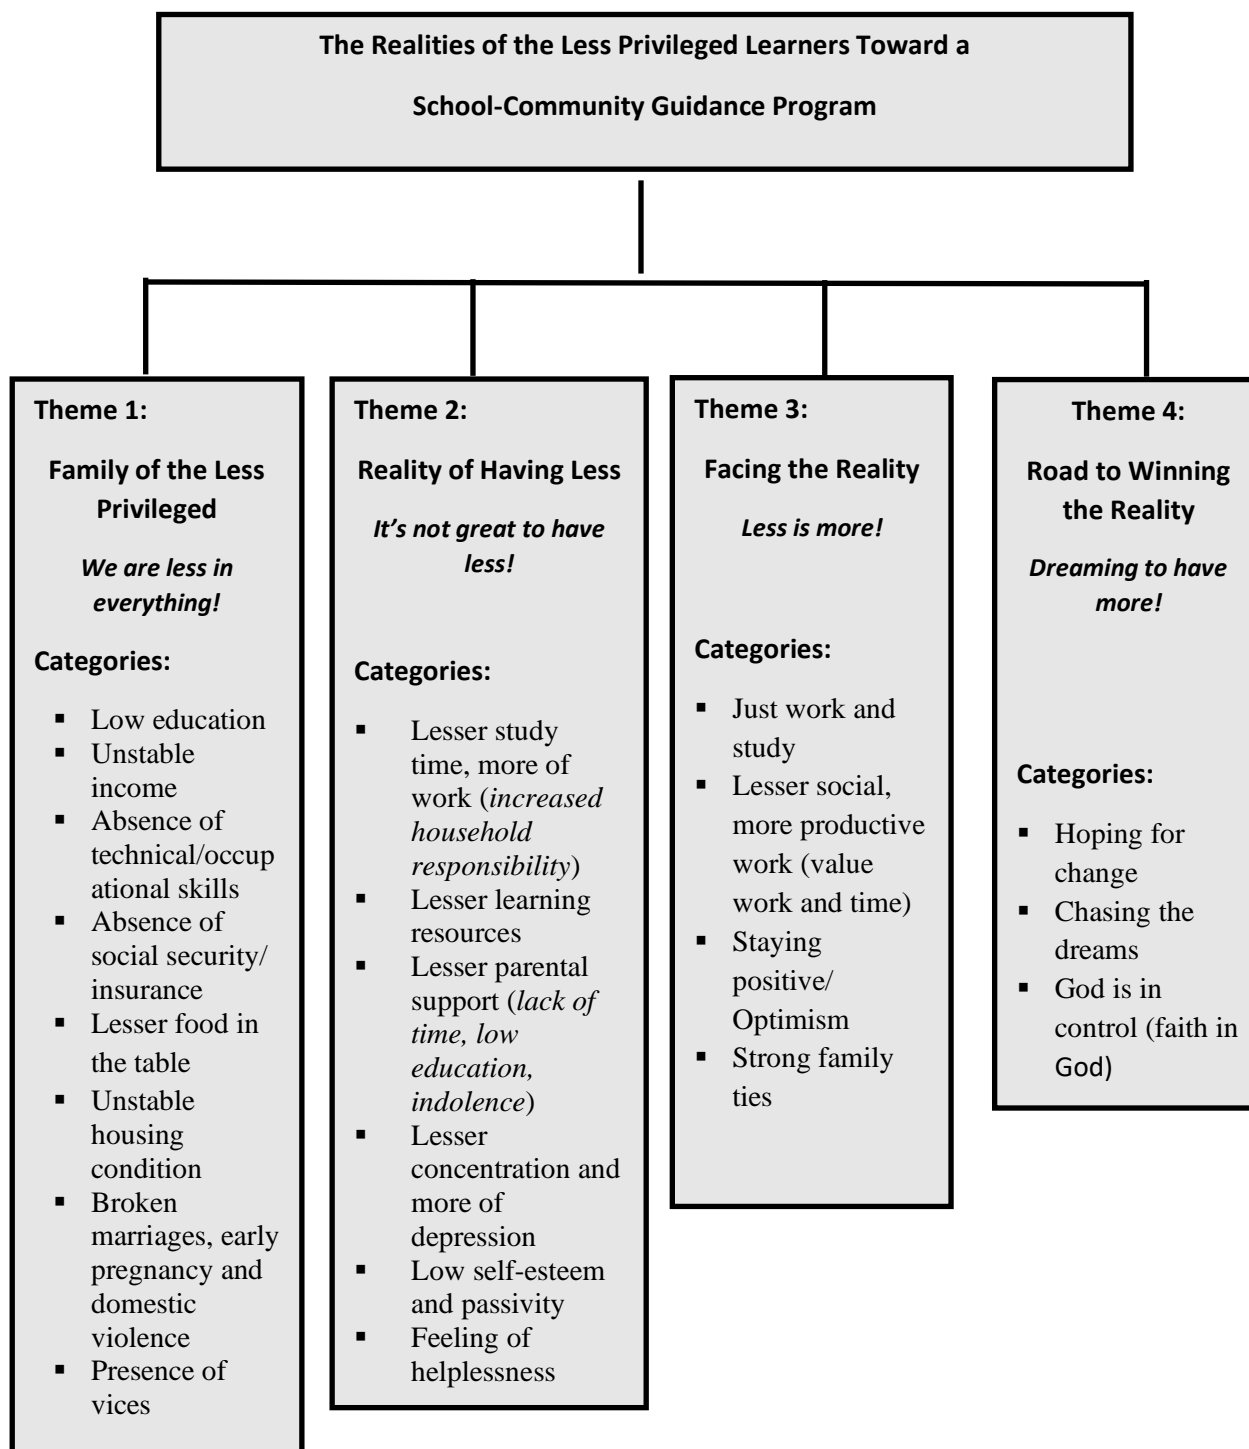 The Realities of the Less Privileged Learners Toward a
School-Community Guidance Program
Theme 1:
Family of the Less
Privileged
We are less in
everything!
Categories:
▪ Low education
▪ Unstable
income
▪ Absence of
technical/occup
ational skills
▪ Absence of
social security/
insurance
▪ Lesser food in
the table
▪ Unstable
housing
condition
▪ Broken
marriages, early
pregnancy and
domestic
violence
▪ Presence of
vices
Theme 2:
Reality of Having Less
It’s not great to have
less!
Categories:
▪ Lesser study
time, more of
work (increased
household
responsibility)
▪ Lesser learning
resources
▪ Lesser parental
support (lack of
time, low
education,
indolence)
▪ Lesser
concentration and
more of
depression
▪ Low self-esteem
and passivity
▪ Feeling of
helplessness
Theme 3:
Facing the Reality
Less is more!
Categories:
▪ Just work and
study
▪ Lesser social,
more productive
work (value
work and time)
▪ Staying
positive/
Optimism
▪ Strong family
ties
Theme 4:
Road to Winning
the Reality
Dreaming to have
more!
Categories:
▪ Hoping for
change
▪ Chasing the
dreams
▪ God is in
control (faith in
God)